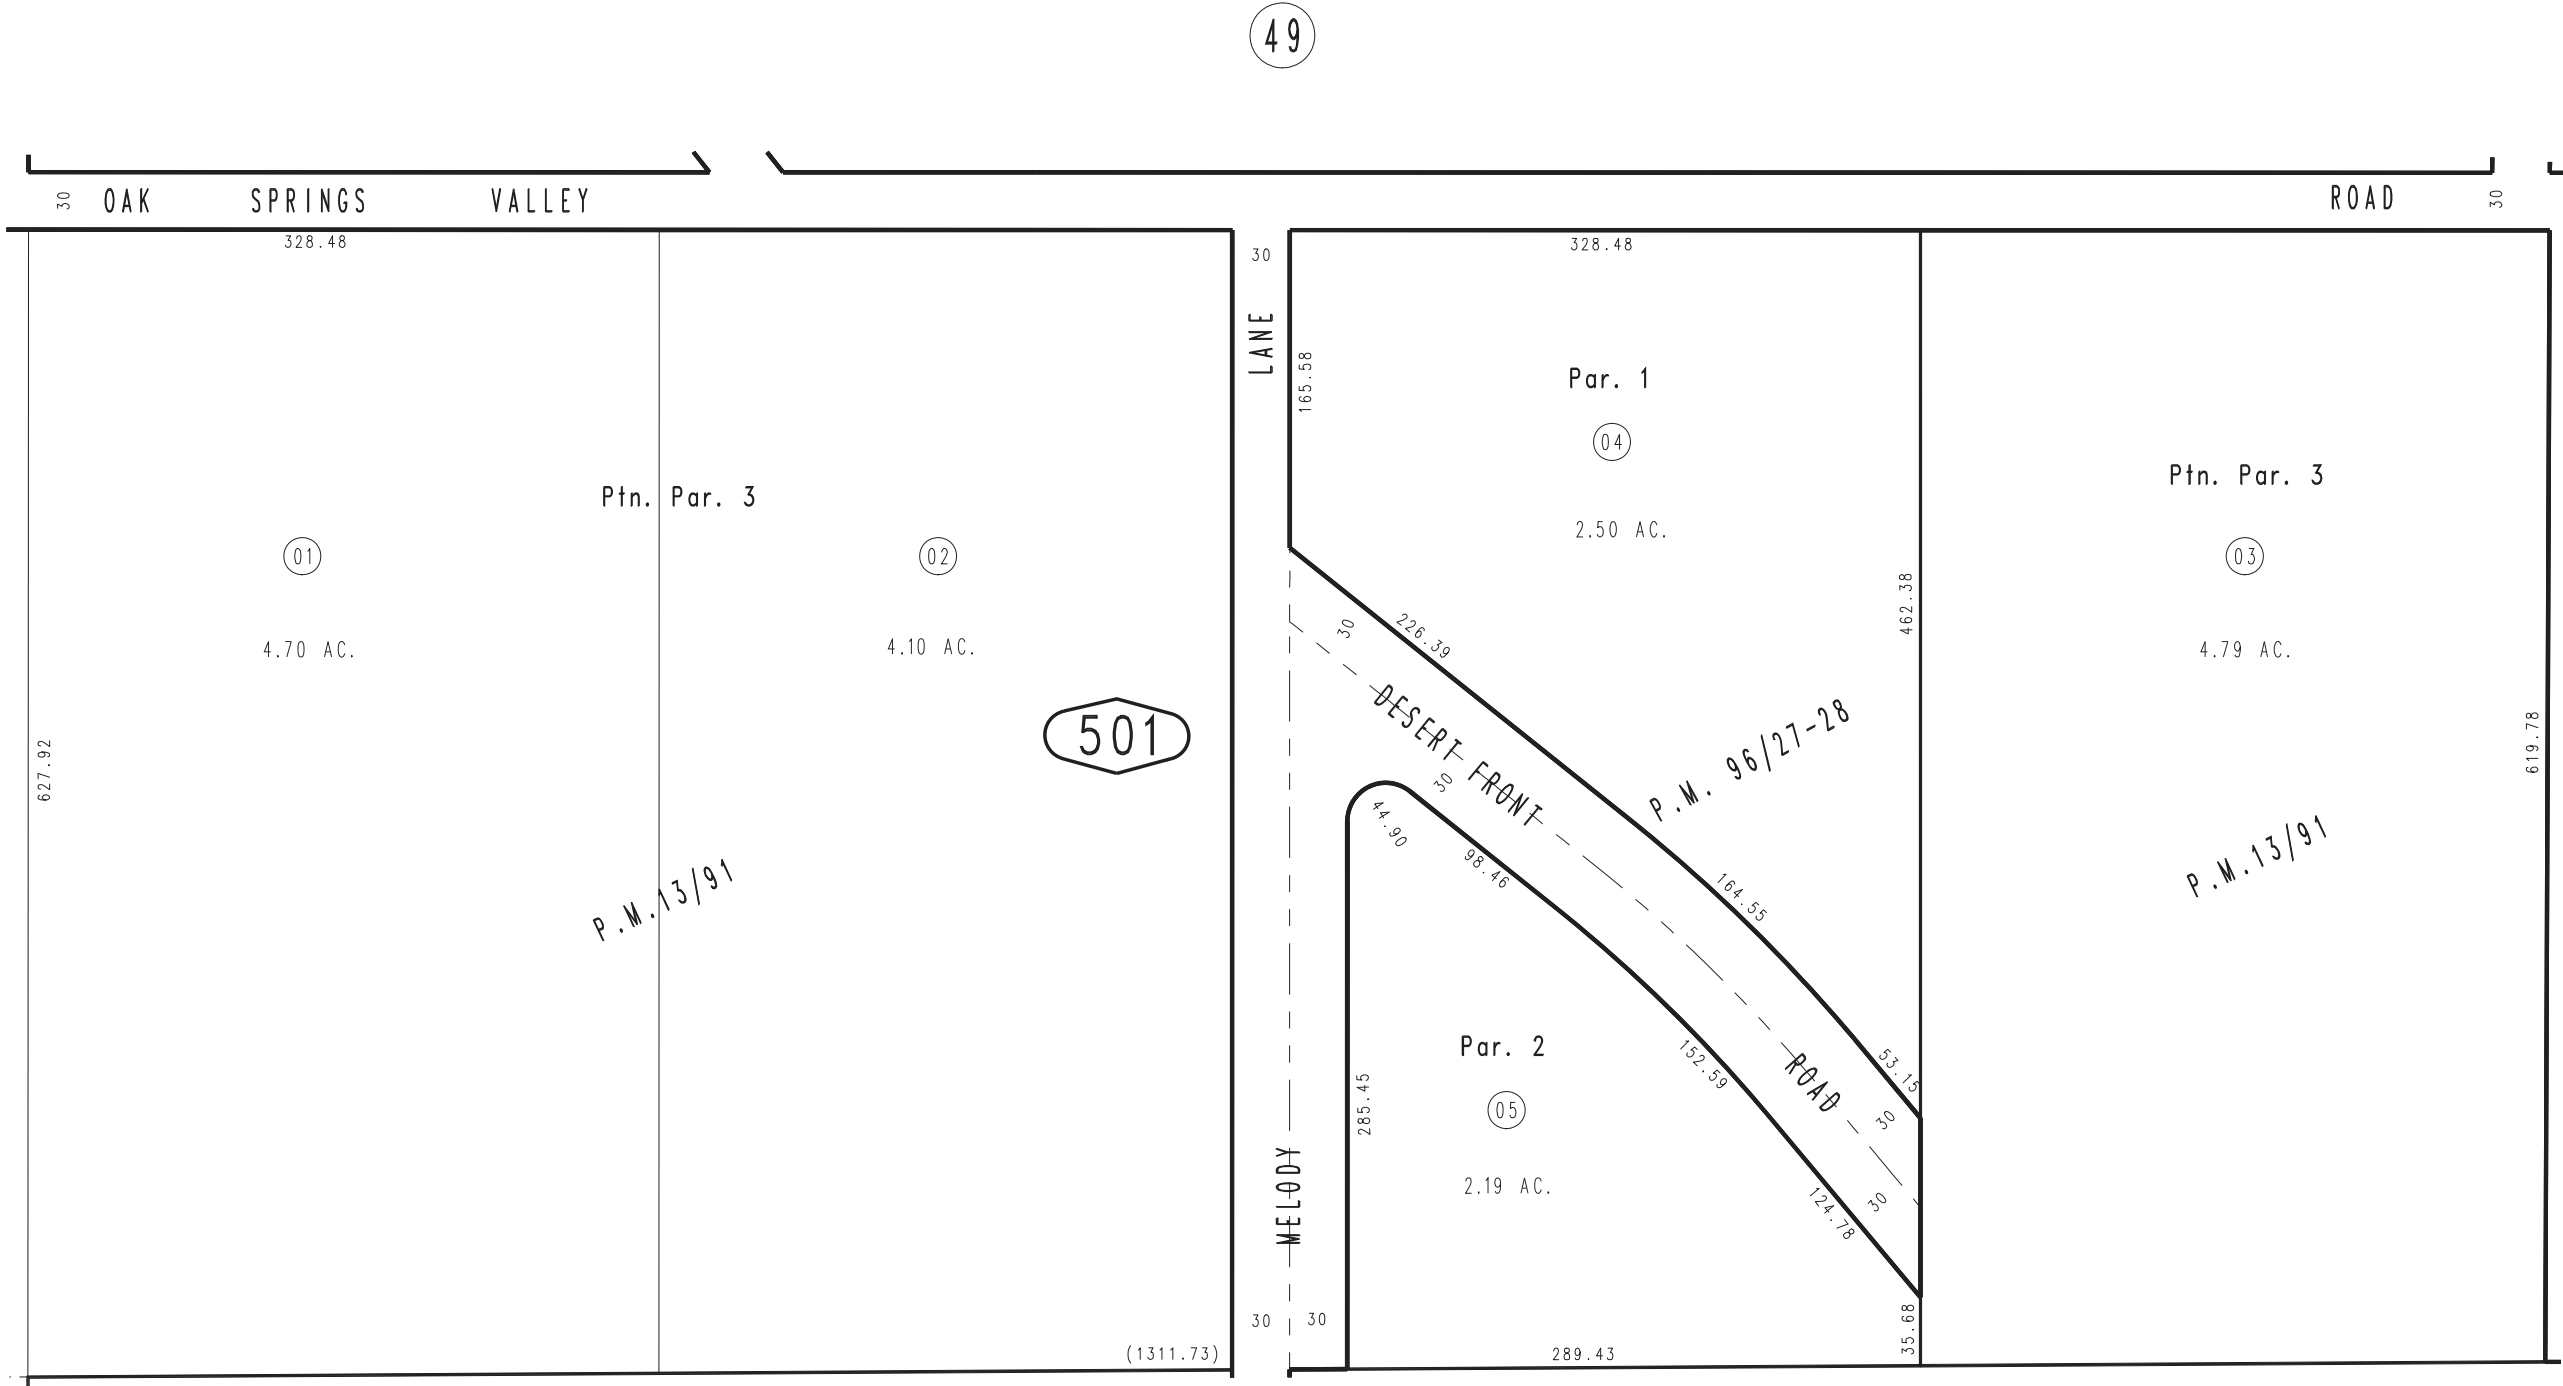 49
30 OAK SPRINGS VALLEY ROAD 30
328.48
328.48
30
LANE
165.58
Par. 1
04
2.50 AC.
Ptn. Par. 3
Ptn. Par. 3
01
02
03
4.70 AC.
4.10 AC.
4.79 AC.
462.38
30
226.39
DESERT FRONT
30
P.M. 96/27-28
501
627.92
619.78
44.90
98.46
P.M.13/91
P.M.13/91
164.55
Par. 2
05
2.19 AC.
152.59
53.15
ROAD
30
285.45
MELODY
124.78
30
30
30
35.68
(1311.73)
289.43